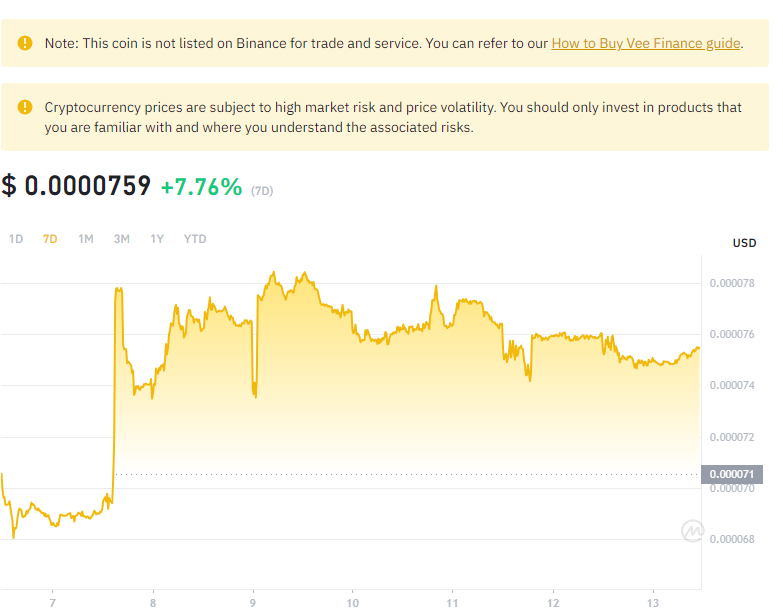 Note: This coin is not listed on Binance for trade and service. You can refer to our How to Buy Vee Finance guide.
Cryptocurrency prices are subject to high market risk and price volatility. You should only invest in products that
you are familiar with and where you understand the associated risks.
$ 0.0000759 +7.76% (7D)
1D 7D 1M 3M 1Y YTD
USD
0.000078
0.000076
0.000074
0.000072
0.000071
0.000070
0.000068
7 8 9 10 11 12 13